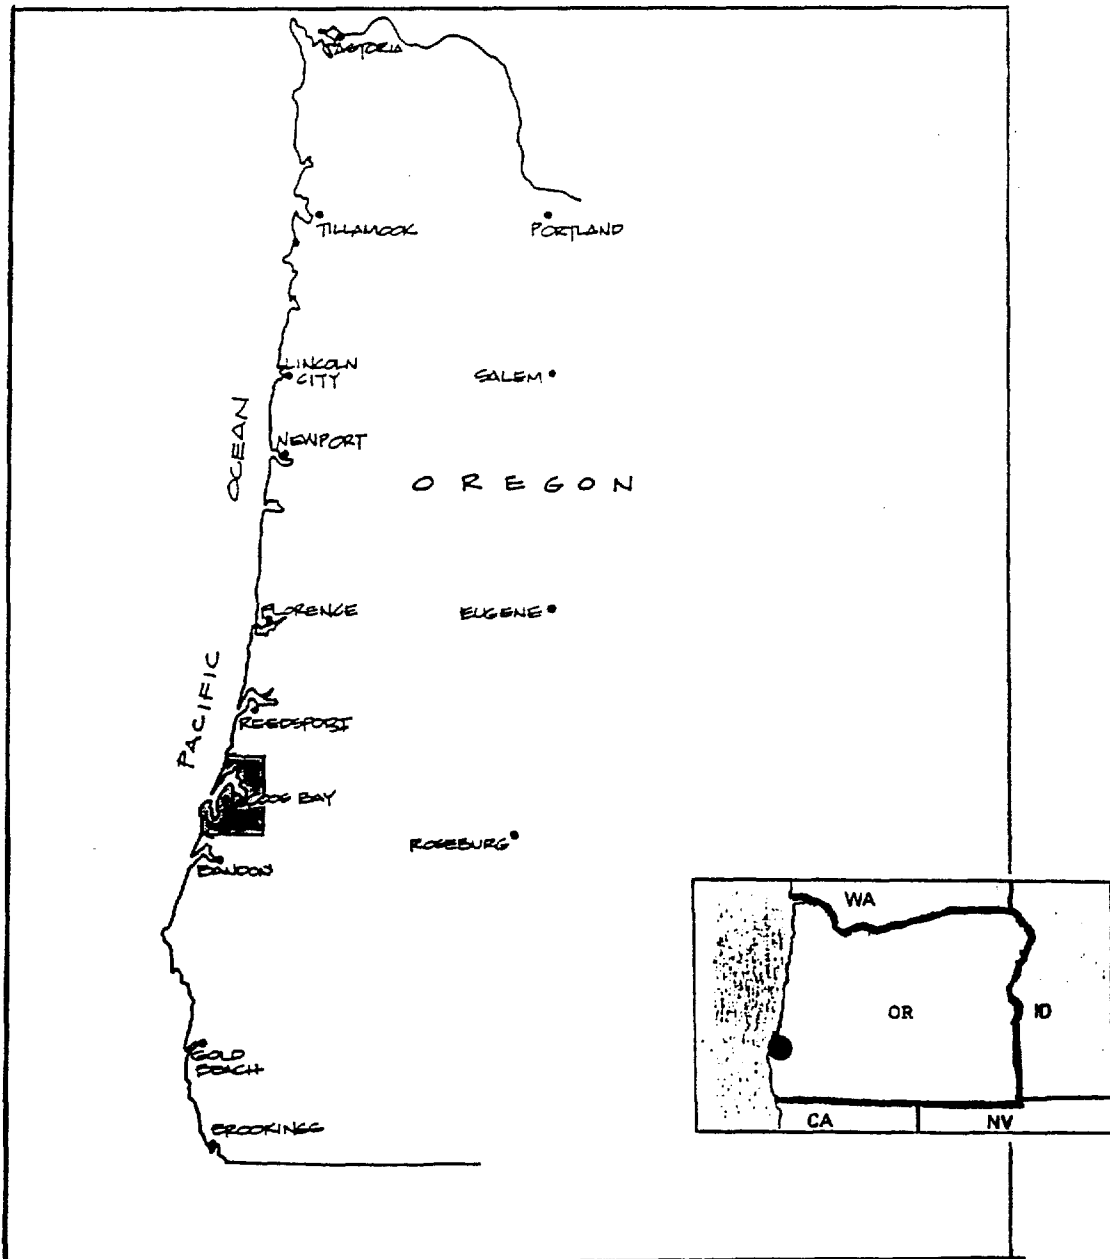 ASTORIA
TILLAMOOK
PORTLAND
LINCOLN
CITY
SALEM
OCEAN
NEWPORT
OREGON
FLORENCE
EUGENE
PACIFIC
REEDSPORT
COOS BAY
ROSEBURG
BANDON
WA
OR
ID
GOLD
BEACH
CA
NV
BROOKINGS